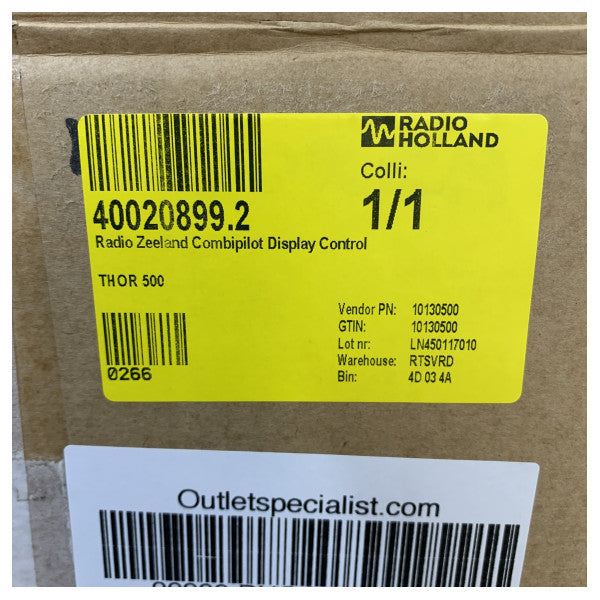 RADIO
HOLLAND
Colli:
1/1
40020899.2
Radio Zeeland Combipilot Display Control
THOR 500
Vendor PN: 10130500
GTIN: 10130500
Lot nr: LN450117010
Warehouse: RTSVRD
Bin: 4D 03 4A
0266
Outletspecialist.com